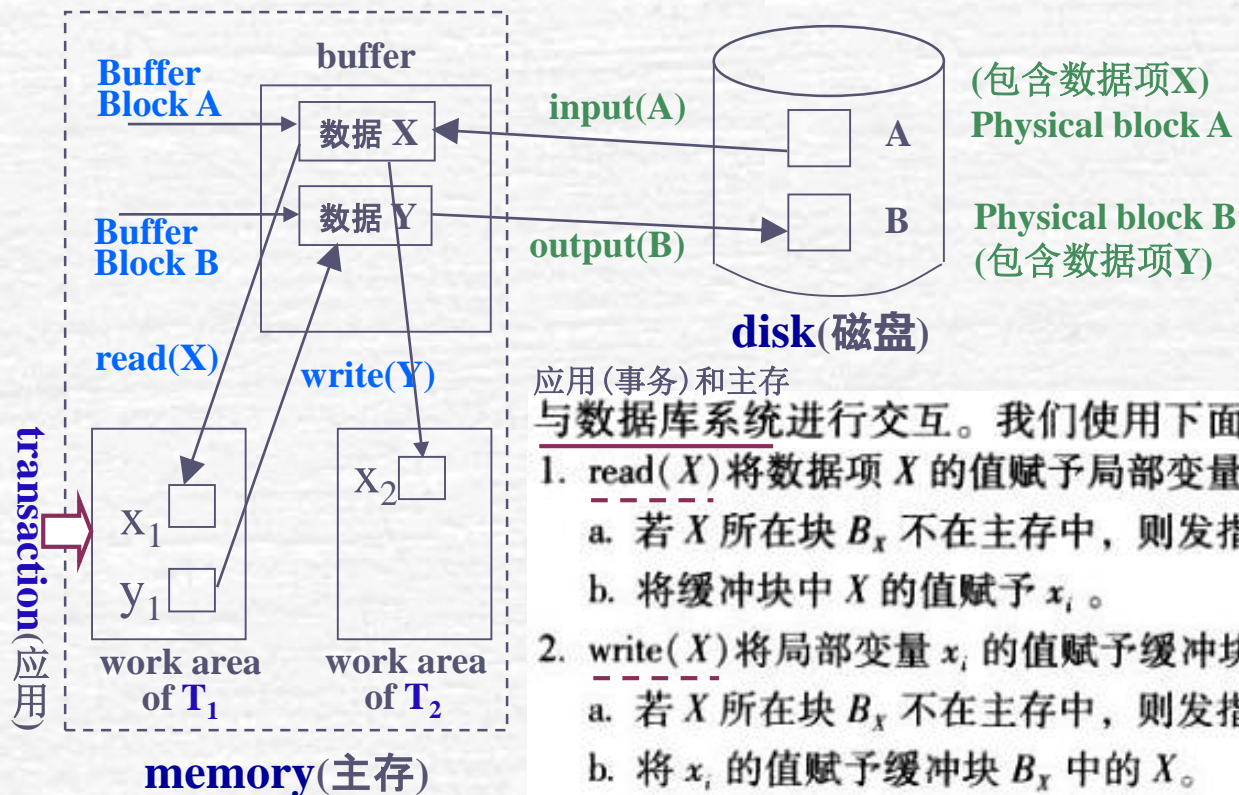 buffer
Buffer
Block A
数据 X
Buffer
Block B
数据 Y
input(A)
output(B)
A
B
(包含数据项X)
Physical block A
Physical block B
(包含数据项Y)
disk(磁盘)
read(X)
write(Y)
transaction(应用)
x1
y1
x2
work area
of T1
work area
of T2
memory(主存)
应用(事务)和主存
与数据库系统进行交互。我们使用下面
1. read(X)将数据项 X 的值赋予局部变量
a. 若 X 所在块 BX 不在主存中，则发指
b. 将缓冲块中 X 的值赋予 xi 。
2. write(X)将局部变量 xi 的值赋予缓冲块
a. 若 X 所在块 BX 不在主存中，则发指
b. 将 xi 的值赋予缓冲块 BX 中的 X。